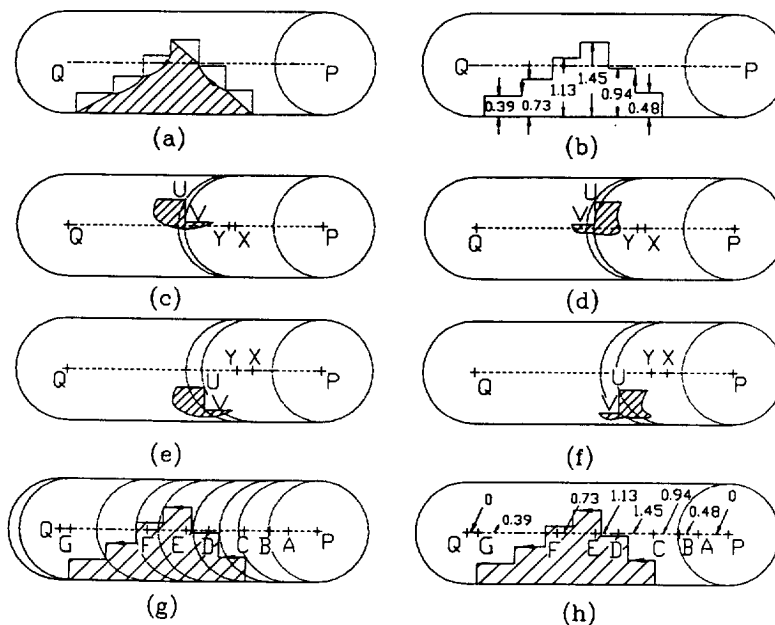 Q P
(a)
Q P
0.39 0.73 1.13 1.45 0.94 0.48
(b)
U V
Q Y X P
(c)
U V
Q Y X P
(d)
Y X
Q U P
V
(e)
Y X
Q U P
V
(f)
Q G F E D C B A P
(g)
0 0.39 0.73 1.13 1.45 0.94 0.48 0
Q G F E D C B A P
(h)